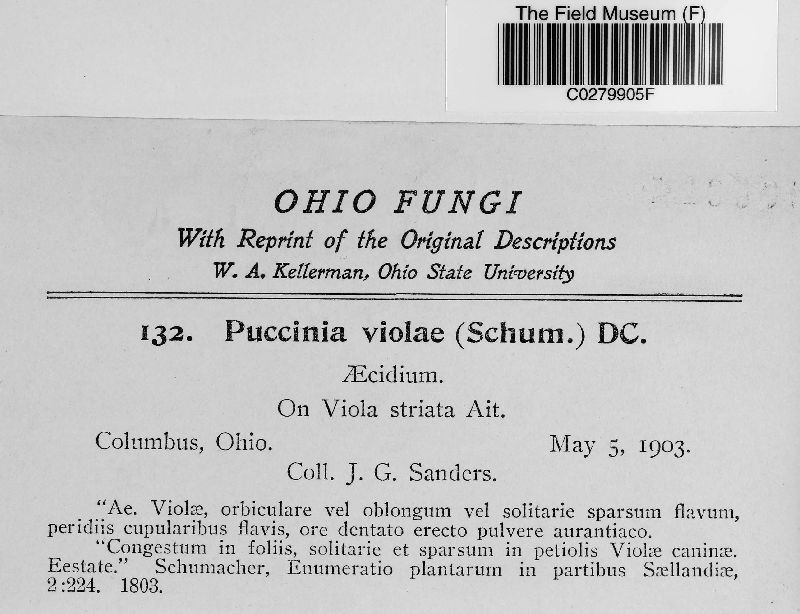 The Field Museum (F)
C0279905F
OHIO FUNGI
With Reprint of the Original Descriptions
W. A. Kellerman, Ohio State University
132. Puccinia violae (Schum.) DC.
Æcidium.
On Viola striata Ait.
Columbus, Ohio. May 5, 1903.
Coll. J. G. Sanders.
"Ae. Violæ, orbiculare vel oblongum vel solitarie sparsum flavum,
peridiis cupularibus flavis, ore dentato erecto pulvere aurantiaco.
"Congestum in foliis, solitarie et sparsum in petiolis Violæ caninæ.
Eestate." Schumacher, Enumeratio plantarum in partibus Sællandiæ,
2:224. 1803.